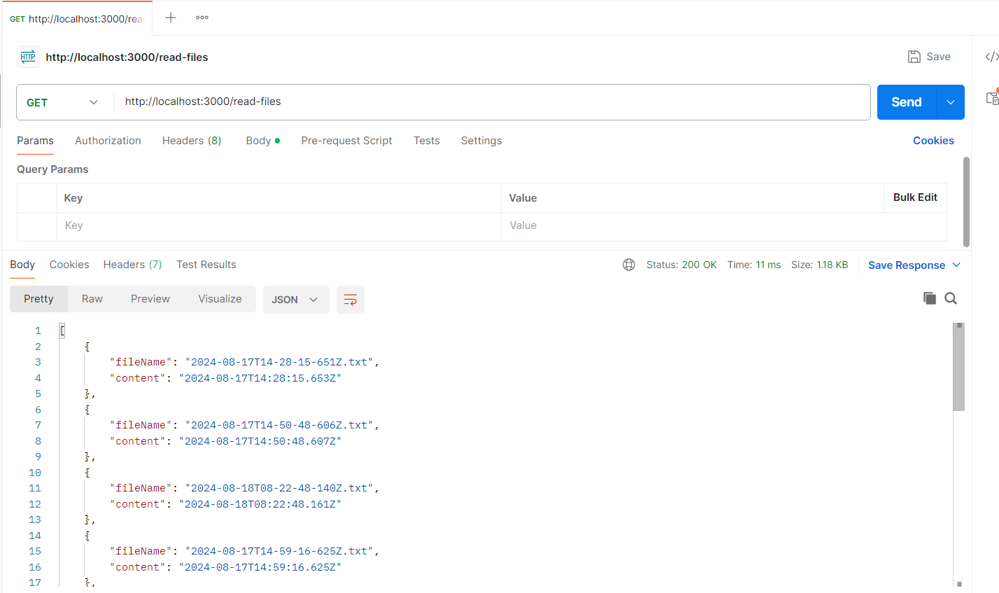 GET http://localhost:3000/rea
HTTP http://localhost:3000/read-files
Save
GET http://localhost:3000/read-files
Send
Params Authorization Headers (8) Body Pre-request Script Tests Settings Cookies
Query Params
Key Value Bulk Edit
Key Value
Body Cookies Headers (7) Test Results Status: 200 OK Time: 11 ms Size: 1.18 KB Save Response
Pretty Raw Preview Visualize JSON
1 [
2 {
3 "fileName": "2024-08-17T14-28-15-651Z.txt",
4 "content": "2024-08-17T14:28:15.653Z"
5 },
6 {
7 "fileName": "2024-08-17T14-50-48-606Z.txt",
8 "content": "2024-08-17T14:50:48.607Z"
9 },
10 {
11 "fileName": "2024-08-18T08-22-48-140Z.txt",
12 "content": "2024-08-18T08:22:48.161Z"
13 },
14 {
15 "fileName": "2024-08-17T14-59-16-625Z.txt",
16 "content": "2024-08-17T14:59:16.625Z"
17 },